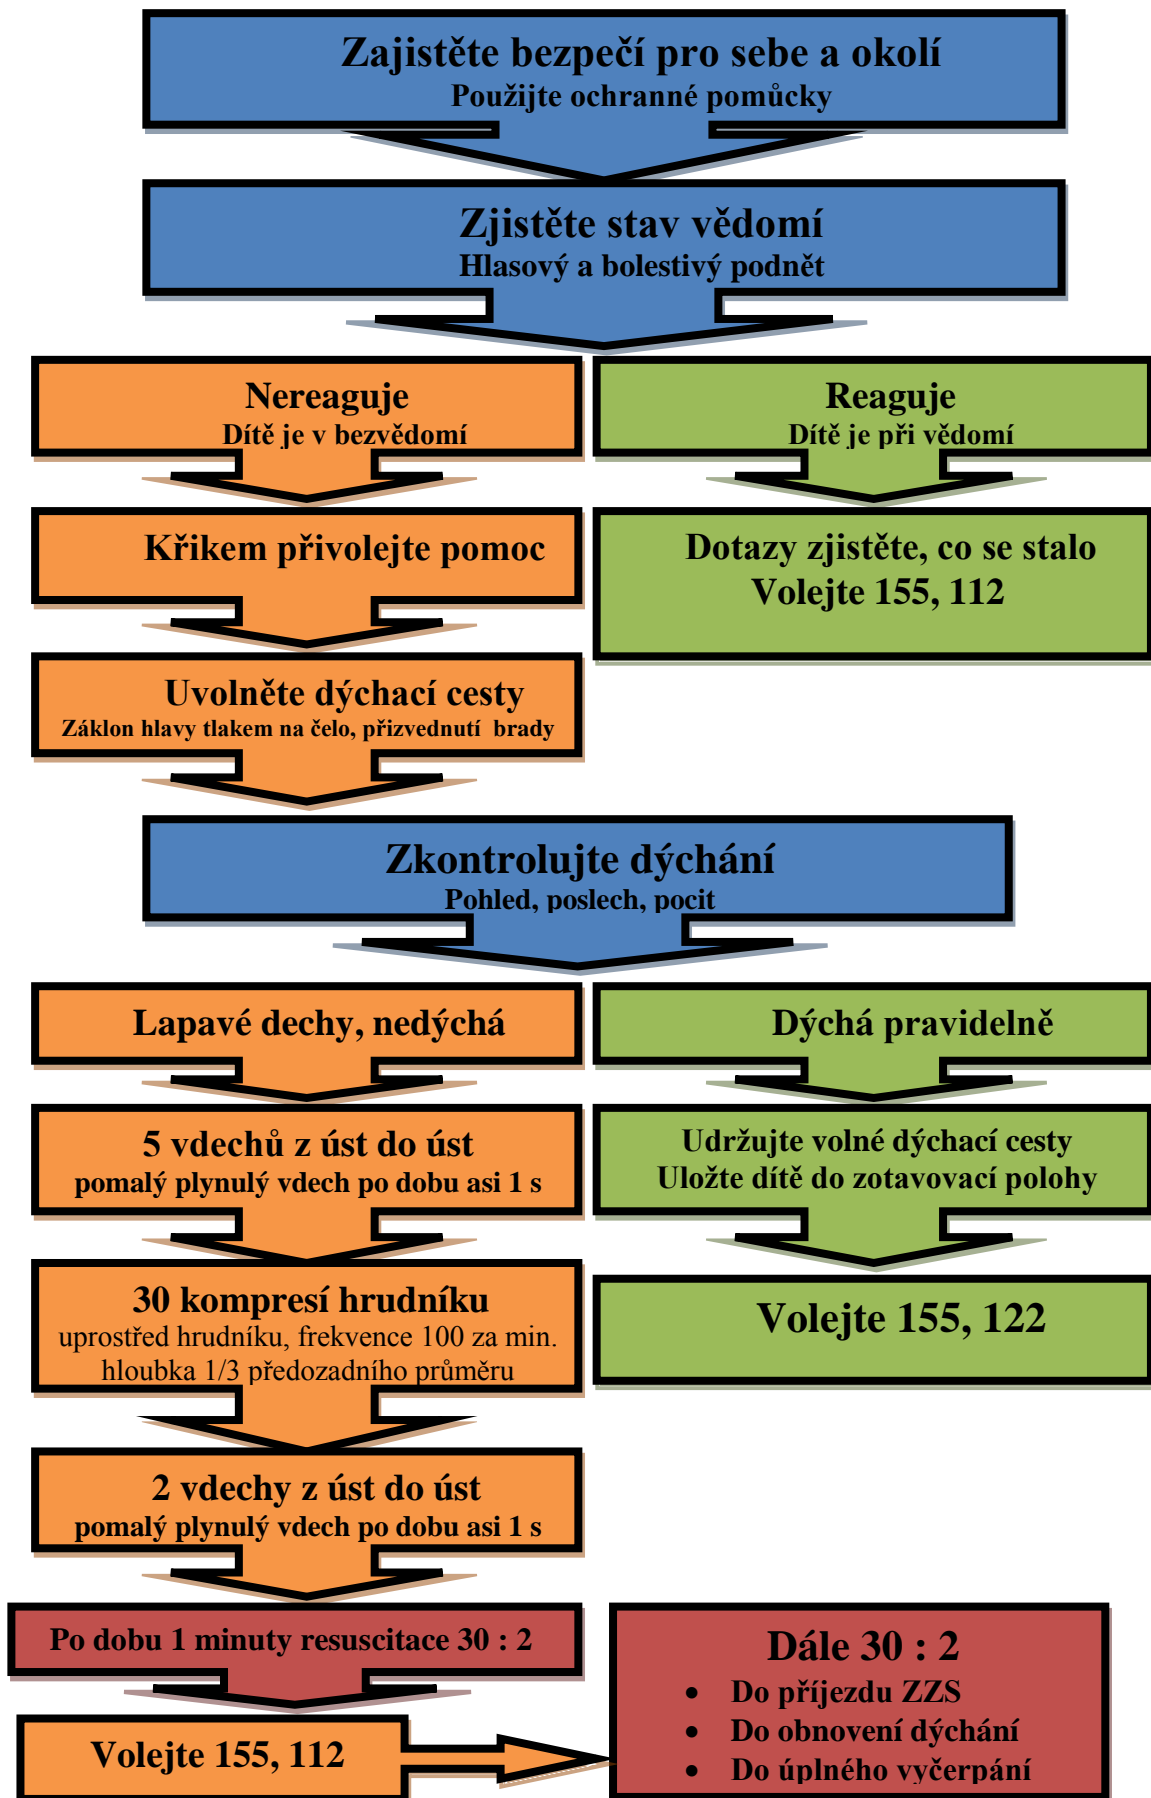 Zajistěte bezpečí pro sebe a okolí
Použijte ochranné pomůcky
Zjistěte stav vědomí
Hlasový a bolestivý podnět
Nereaguje
Dítě je v bezvědomí
Reaguje
Dítě je při vědomí
Křikem přivolejte pomoc
Dotazy zjistěte, co se stalo
Volejte 155, 112
Uvolněte dýchací cesty
Záklon hlavy tlakem na čelo, přizvednutí brady
Zkontrolujte dýchání
Pohled, poslech, pocit
Lapavé dechy, nedýchá
Dýchá pravidelně
5 vdechů z úst do úst
pomalý plynulý vdech po dobu asi 1 s
Udržujte volné dýchací cesty
Uložte dítě do zotavovací polohy
30 kompresí hrudníku
uprostřed hrudníku, frekvence 100 za min.
hloubka 1/3 předozadního průměru
Volejte 155, 122
2 vdechy z úst do úst
pomalý plynulý vdech po dobu asi 1 s
Po dobu 1 minuty resuscitace 30 : 2
Volejte 155, 112
Dále 30 : 2
• Do příjezdu ZZS
• Do obnovení dýchání
• Do úplného vyčerpání